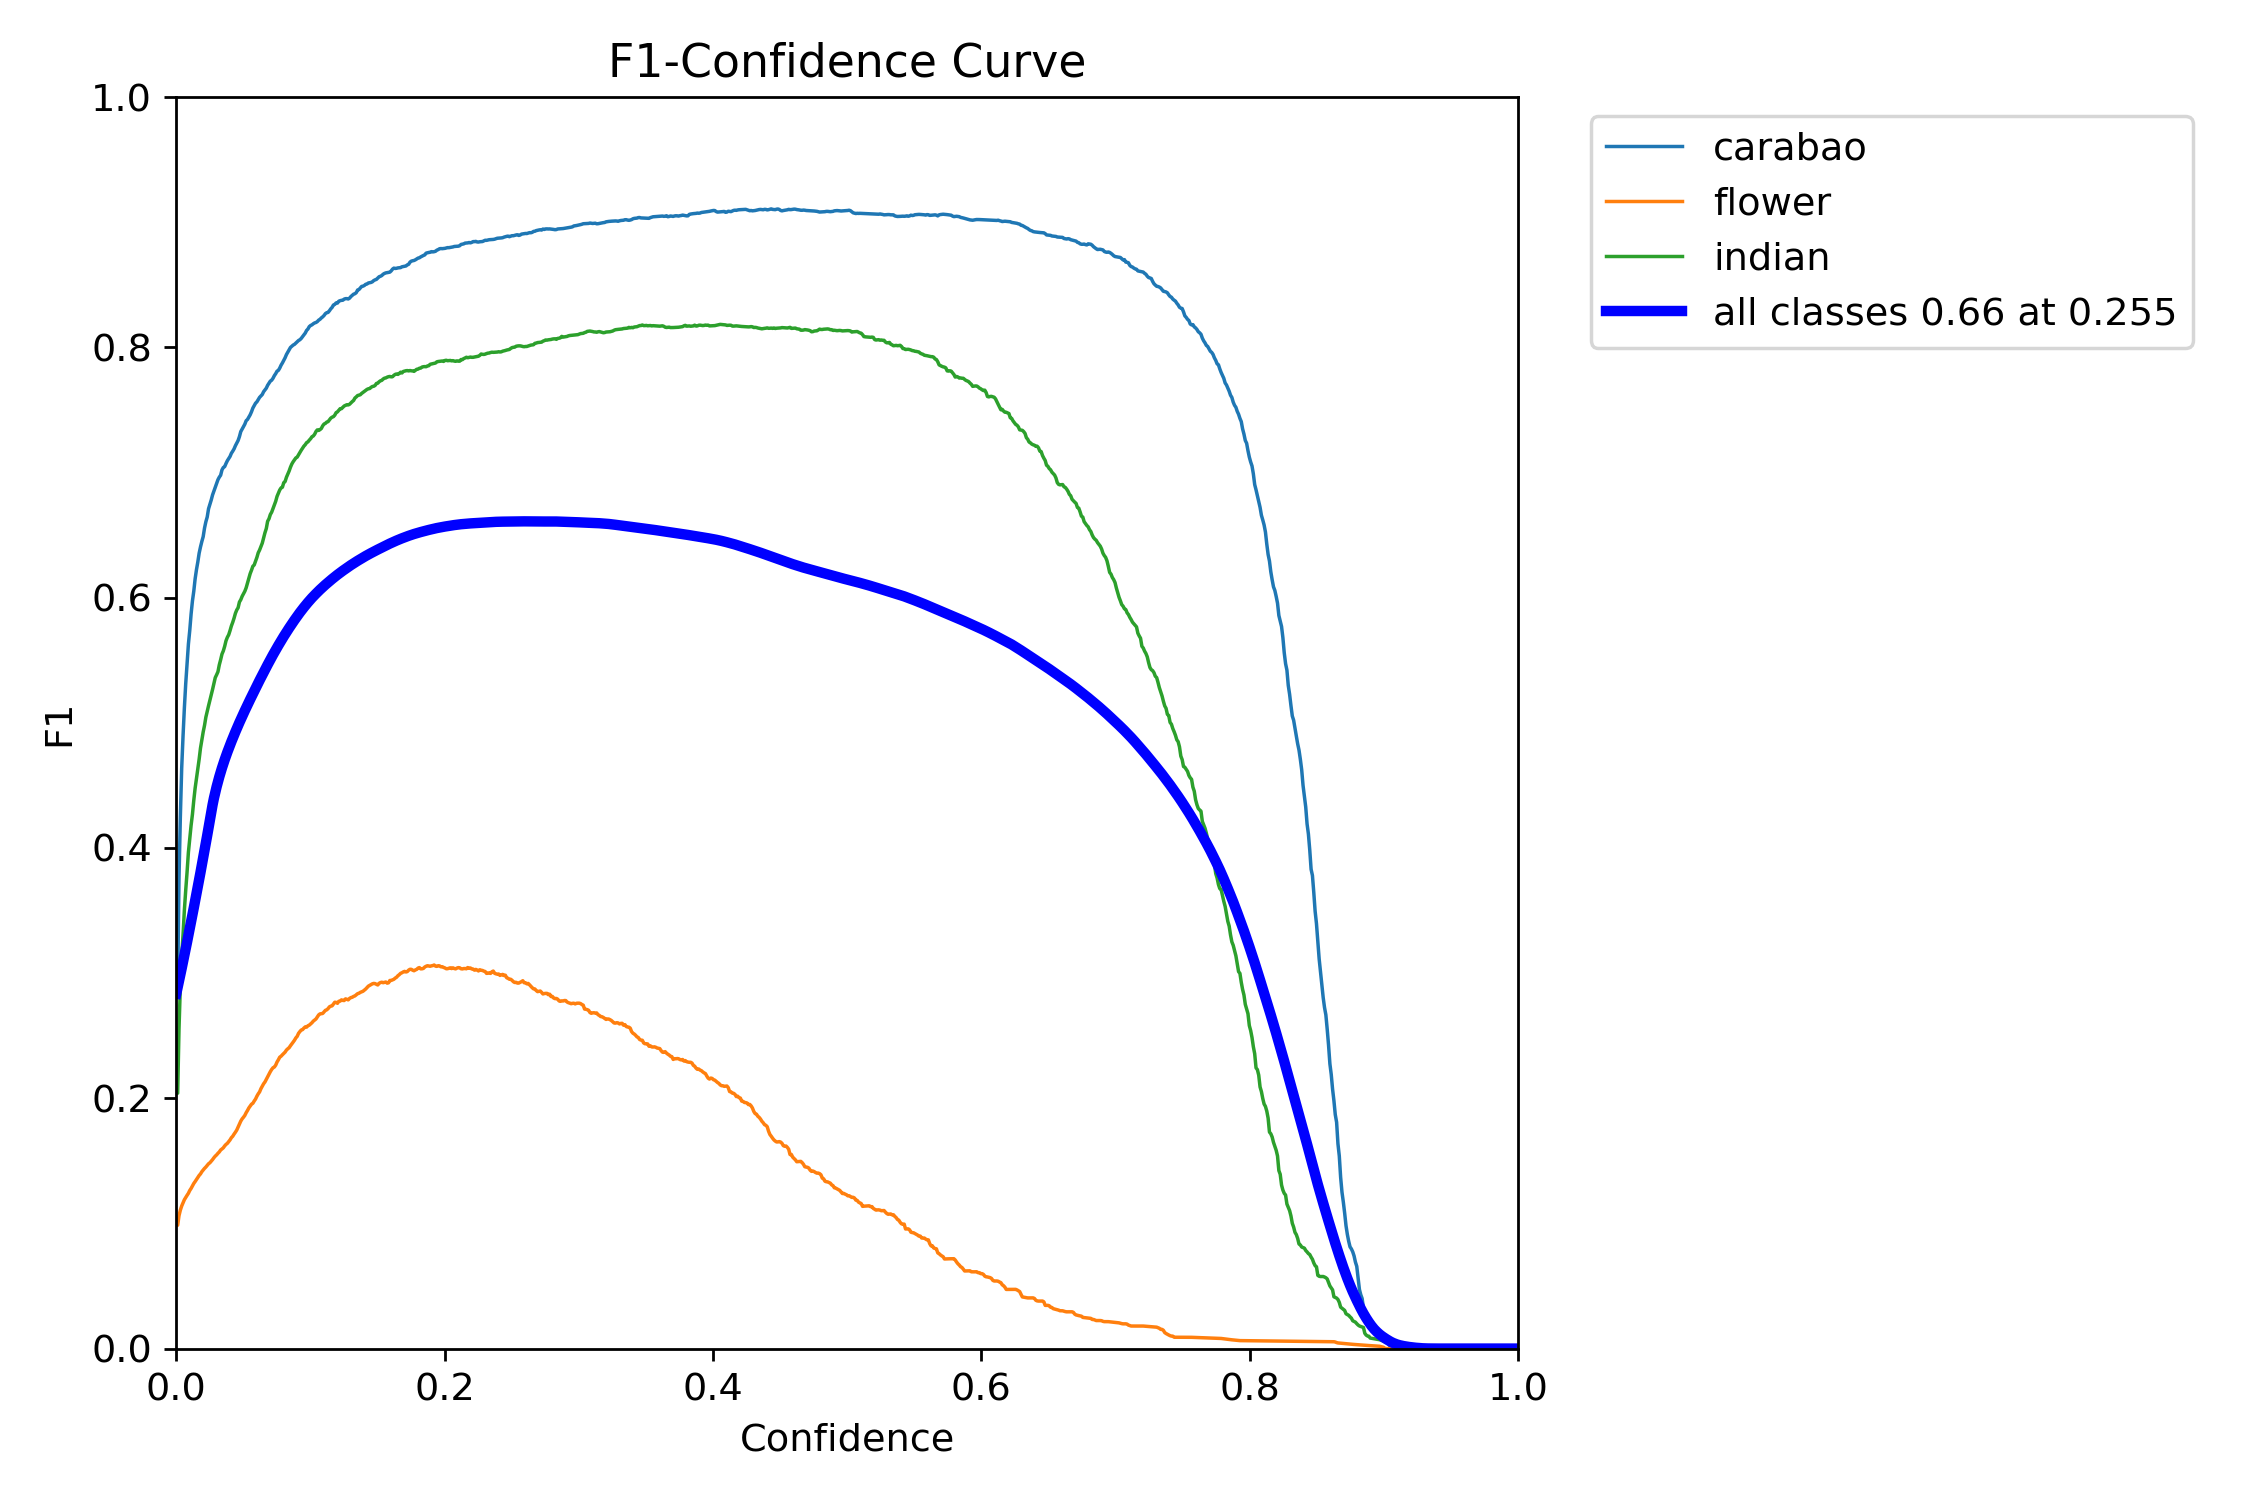 F1-Confidence Curve
1.0
0.8
0.6
0.4
0.2
0.0
F1
0.0 0.2 0.4 0.6 0.8 1.0
Confidence
carabao
flower
indian
all classes 0.66 at 0.255